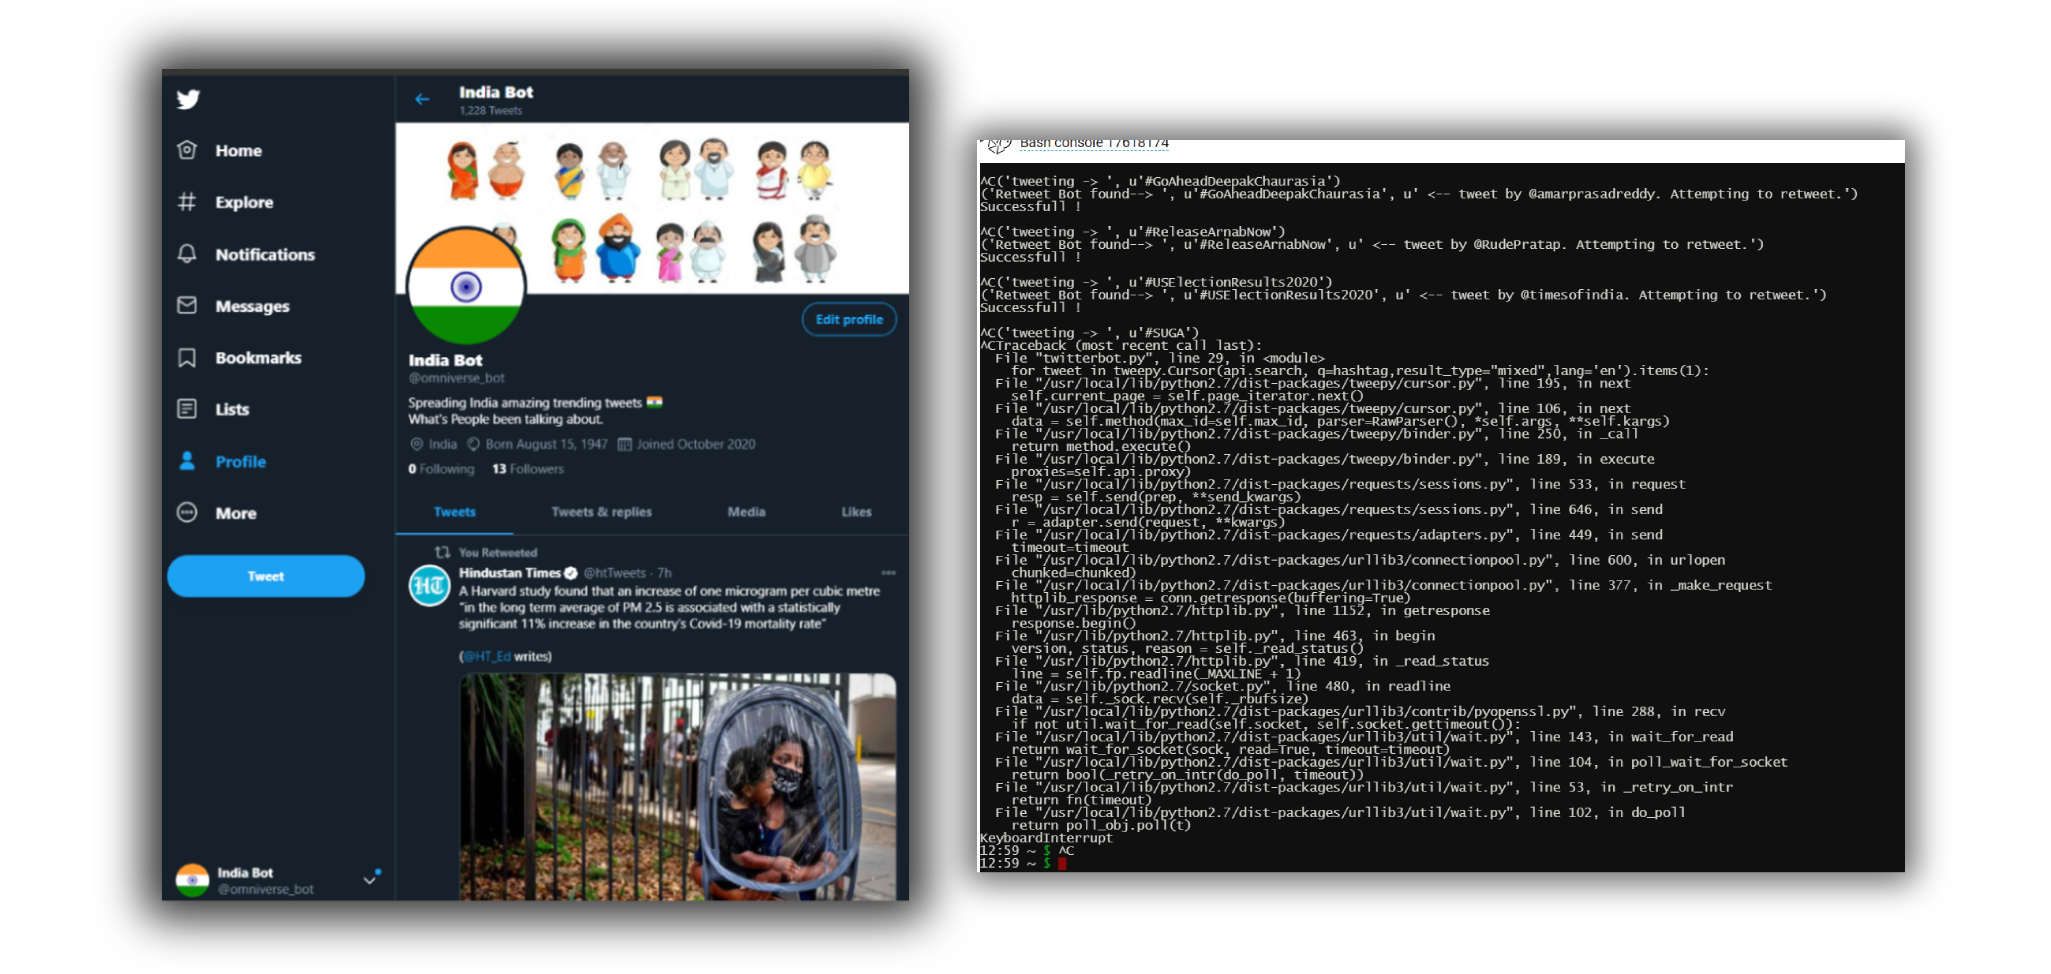 India Bot
1,228 Tweets
Home
Explore
Notifications
Messages
Bookmarks
Lists
Profile
More
Tweet
India Bot
@omniverse_bot
Edit profile
India Bot
@omniverse_bot
Spreading India amazing trending tweets
What's People been talking about.
India Born August 15, 1947 Joined October 2020
0 Following 13 Followers
Tweets Tweets & replies Media Likes
You Retweeted
Hindustan Times @htTweets · 7h
A Harvard study found that an increase of one microgram per cubic metre
"in the long term average of PM 2.5 is associated with a statistically
significant 11% increase in the country's Covid-19 mortality rate"
(@HT_Ed writes)
HT
Bash console 17618174
^C('tweeting -> ', u'#GoAheadDeepakChaurasia')
('Retweet Bot found--> ', u'#GoAheadDeepakChaurasia', u' <-- tweet by @amarprasadreddy. Attempting to retweet.')
Successfull !
^C('tweeting -> ', u'#ReleaseArnabNow')
('Retweet Bot found--> ', u'#ReleaseArnabNow', u' <-- tweet by @RudePratap. Attempting to retweet.')
Successfull !
^C('tweeting -> ', u'#USElectionResults2020')
('Retweet Bot found--> ', u'#USElectionResults2020', u' <-- tweet by @timesofindia. Attempting to retweet.')
Successfull !
^C('tweeting -> ', u'#SUGA')
^CTraceback (most recent call last):
  File "twitterbot.py", line 29, in <module>
    for tweet in tweepy.Cursor(api.search, q=hashtag,result_type="mixed",lang='en').items(1):
  File "/usr/local/lib/python2.7/dist-packages/tweepy/cursor.py", line 195, in next
    self.current_page = self.page_iterator.next()
  File "/usr/local/lib/python2.7/dist-packages/tweepy/cursor.py", line 106, in next
    data = self.method(max_id=self.max_id, parser=RawParser(), *self.args, **self.kargs)
  File "/usr/local/lib/python2.7/dist-packages/tweepy/binder.py", line 250, in _call
    return method.execute()
  File "/usr/local/lib/python2.7/dist-packages/tweepy/binder.py", line 189, in execute
    proxies=self.api.proxy)
  File "/usr/local/lib/python2.7/dist-packages/requests/sessions.py", line 533, in request
    resp = self.send(prep, **send_kwargs)
  File "/usr/local/lib/python2.7/dist-packages/requests/sessions.py", line 646, in send
    r = adapter.send(request, **kwargs)
  File "/usr/local/lib/python2.7/dist-packages/requests/adapters.py", line 449, in send
    timeout=timeout
  File "/usr/local/lib/python2.7/dist-packages/urllib3/connectionpool.py", line 600, in urlopen
    chunked=chunked)
  File "/usr/local/lib/python2.7/dist-packages/urllib3/connectionpool.py", line 377, in _make_request
    httplib_response = conn.getresponse(buffering=True)
  File "/usr/lib/python2.7/httplib.py", line 1152, in getresponse
    response.begin()
  File "/usr/lib/python2.7/httplib.py", line 463, in begin
    version, status, reason = self._read_status()
  File "/usr/lib/python2.7/httplib.py", line 419, in _read_status
    line = self.fp.readline(_MAXLINE + 1)
  File "/usr/lib/python2.7/socket.py", line 480, in readline
    data = self._sock.recv(self._rbufsize)
  File "/usr/local/lib/python2.7/dist-packages/urllib3/contrib/pyopenssl.py", line 288, in recv
    if not util.wait_for_read(self.socket, self.socket.gettimeout()):
  File "/usr/local/lib/python2.7/dist-packages/urllib3/util/wait.py", line 143, in wait_for_read
    return wait_for_socket(sock, read=True, timeout=timeout)
  File "/usr/local/lib/python2.7/dist-packages/urllib3/util/wait.py", line 104, in poll_wait_for_socket
    return bool(_retry_on_intr(do_poll, timeout))
  File "/usr/local/lib/python2.7/dist-packages/urllib3/util/wait.py", line 53, in _retry_on_intr
    return fn(timeout)
  File "/usr/local/lib/python2.7/dist-packages/urllib3/util/wait.py", line 102, in do_poll
    return poll_obj.poll(t)
KeyboardInterrupt
12:59 ~ $ ^C
12:59 ~ $